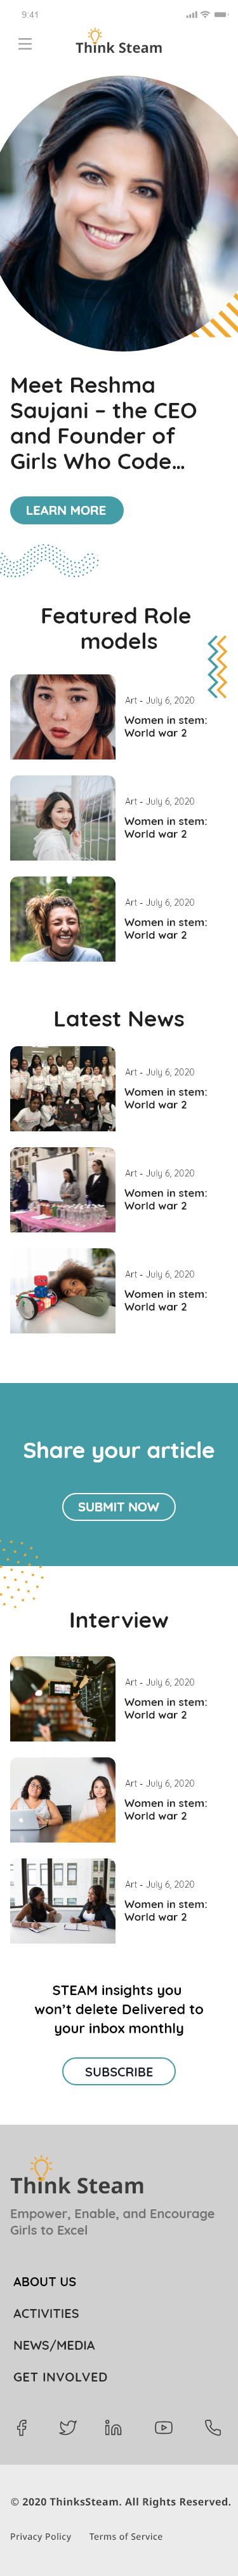 9:41
Think Steam
Meet Reshma
Saujani – the CEO
and Founder of
Girls Who Code...
LEARN MORE
Featured Role
models
Art - July 6, 2020
Women in stem:
World war 2
Art - July 6, 2020
Women in stem:
World war 2
Art - July 6, 2020
Women in stem:
World war 2
Latest News
Art - July 6, 2020
Women in stem:
World war 2
Art - July 6, 2020
Women in stem:
World war 2
Art - July 6, 2020
Women in stem:
World war 2
Share your article
SUBMIT NOW
Interview
Art - July 6, 2020
Women in stem:
World war 2
Art - July 6, 2020
Women in stem:
World war 2
Art - July 6, 2020
Women in stem:
World war 2
STEAM insights you
won't delete Delivered to
your inbox monthly
SUBSCRIBE
Think Steam
Empower, Enable, and Encourage
Girls to Excel
ABOUT US
ACTIVITIES
NEWS/MEDIA
GET INVOLVED
© 2020 ThinksSteam. All Rights Reserved.
Privacy Policy Terms of Service